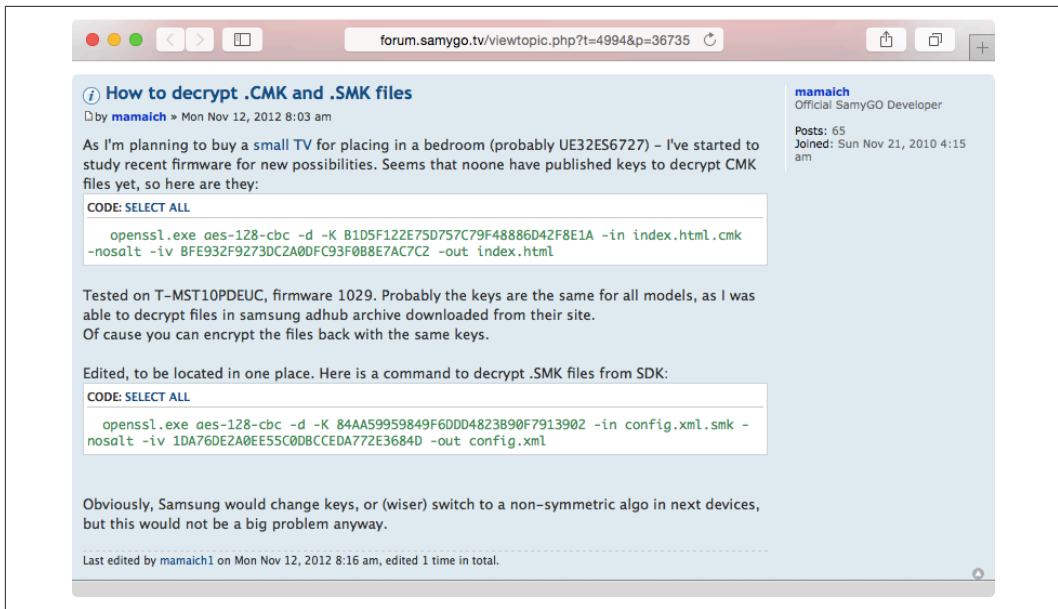 forum.samygo.tv/viewtopic.php?t=4994&p=36735
How to decrypt .CMK and .SMK files
by mamaich » Mon Nov 12, 2012 8:03 am
As I'm planning to buy a small TV for placing in a bedroom (probably UE32ES6727) – I've started to
study recent firmware for new possibilities. Seems that noone have published keys to decrypt CMK
files yet, so here are they:
CODE: SELECT ALL
openssl.exe aes-128-cbc -d -K B1D5F122E75D757C79F48886D42F8E1A -in index.html.cmk
-nosalt -iv BFE932F9273DC2A0DFC93F0B8E7AC7C2 -out index.html
Tested on T-MST10PDEUC, firmware 1029. Probably the keys are the same for all models, as I was
able to decrypt files in samsung adhub archive downloaded from their site.
Of cause you can encrypt the files back with the same keys.
Edited, to be located in one place. Here is a command to decrypt .SMK files from SDK:
CODE: SELECT ALL
openssl.exe aes-128-cbc -d -K 84AA59959849F6DDD4823B90F7913902 -in config.xml.smk -
nosalt -iv 1DA76DE2A0EE55C0DBCCEDA772E3684D -out config.xml
Obviously, Samsung would change keys, or (wiser) switch to a non-symmetric algo in next devices,
but this would not be a big problem anyway.
Last edited by mamaich1 on Mon Nov 12, 2012 8:16 am, edited 1 time in total.
mamaich
Official SamyGO Developer
Posts: 65
Joined: Sun Nov 21, 2010 4:15
am